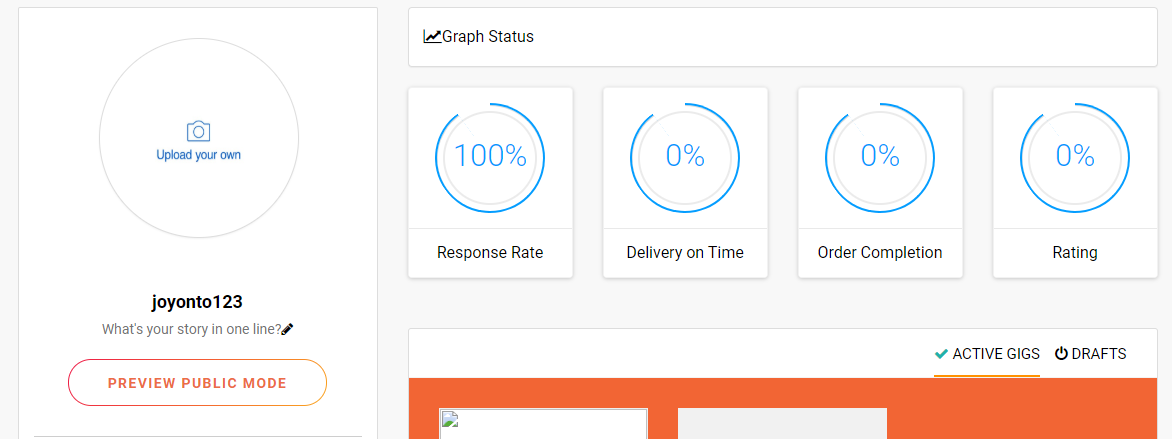 Upload your own
joyonto123
What's your story in one line?
PREVIEW PUBLIC MODE
Graph Status
100%
Response Rate
0%
Delivery on Time
0%
Order Completion
0%
Rating
ACTIVE GIGS
DRAFTS